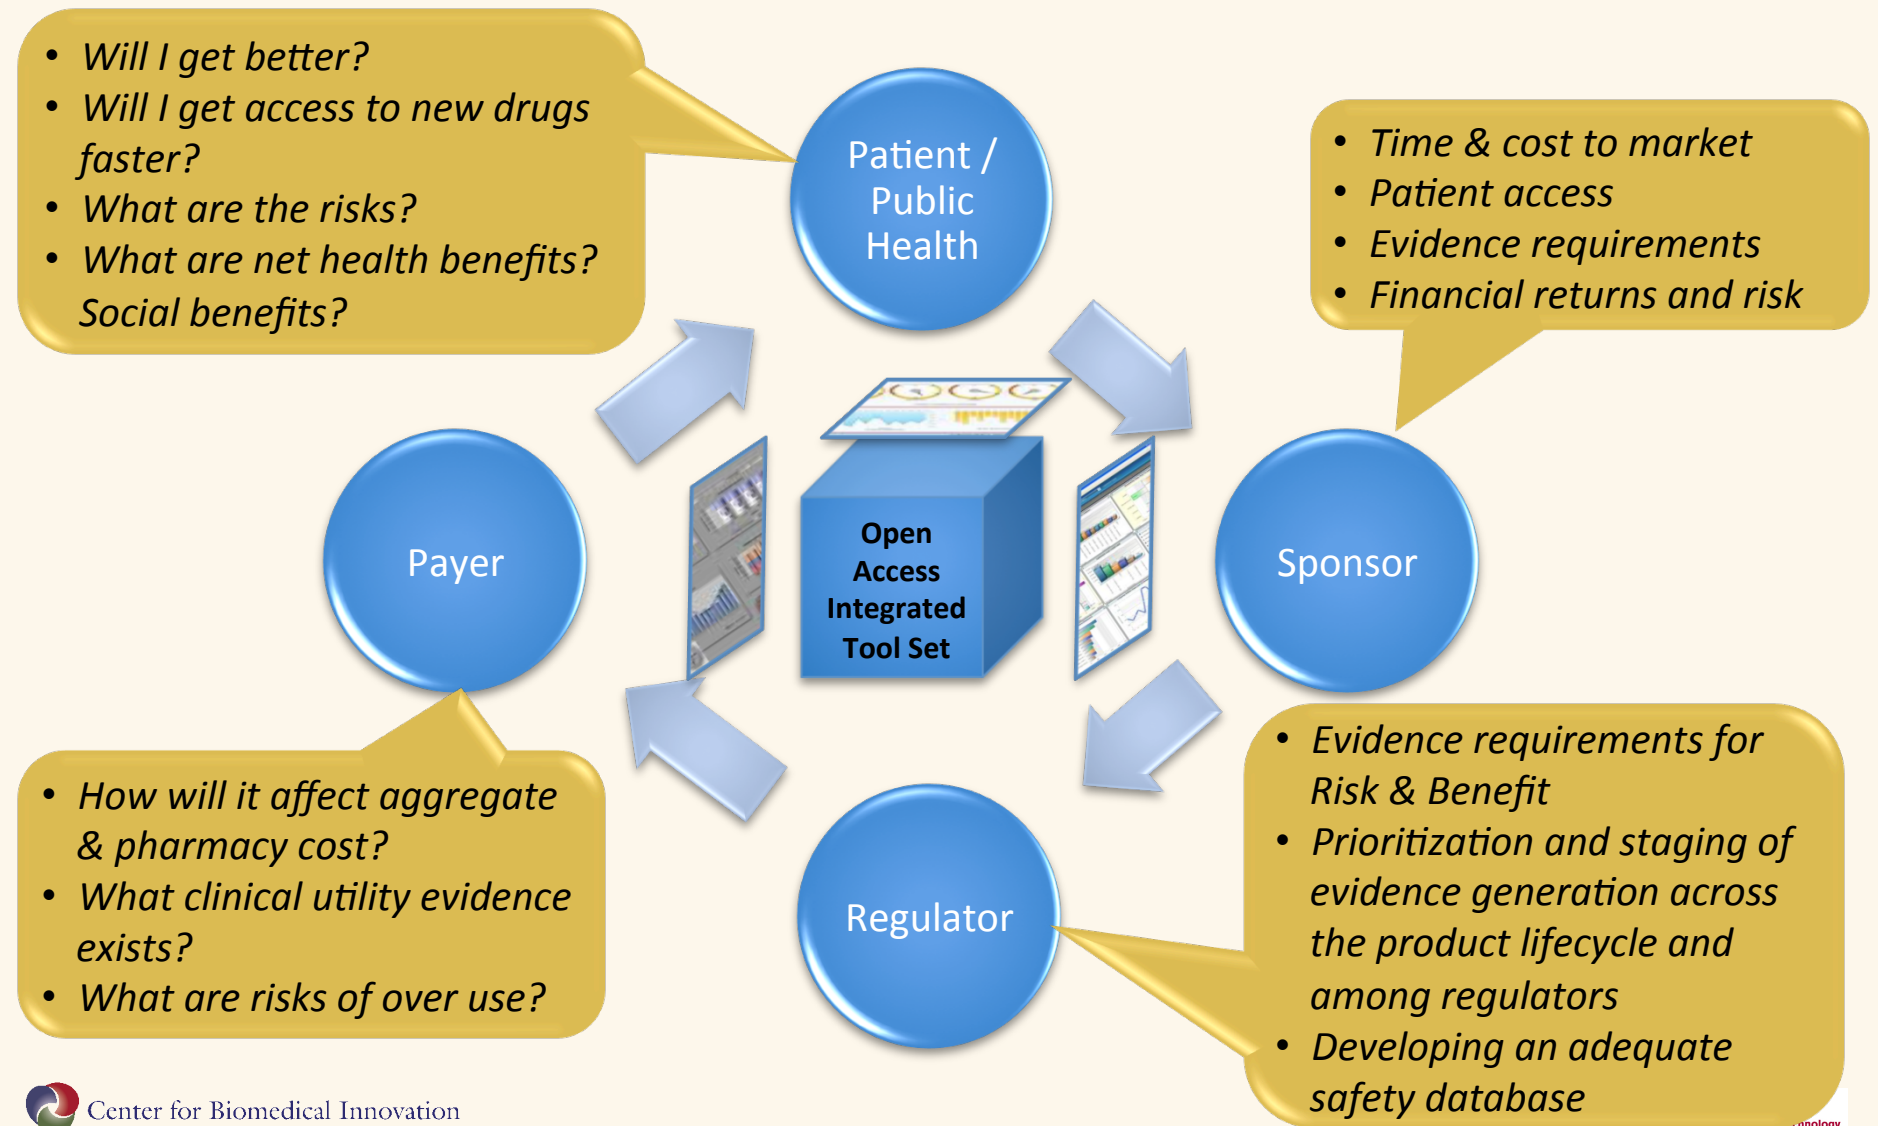 • Will I get better?
• Will I get access to new drugs
faster?
• What are the risks?
• What are net health benefits?
Social benefits?
Patient /
Public
Health
• Time & cost to market
• Patient access
• Evidence requirements
• Financial returns and risk
Payer
Open
Access
Integrated
Tool Set
Sponsor
• How will it affect aggregate
& pharmacy cost?
• What clinical utility evidence
exists?
• What are risks of over use?
Regulator
• Evidence requirements for
Risk & Benefit
• Prioritization and staging of
evidence generation across
the product lifecycle and
among regulators
• Developing an adequate
safety database
Center for Biomedical Innovation